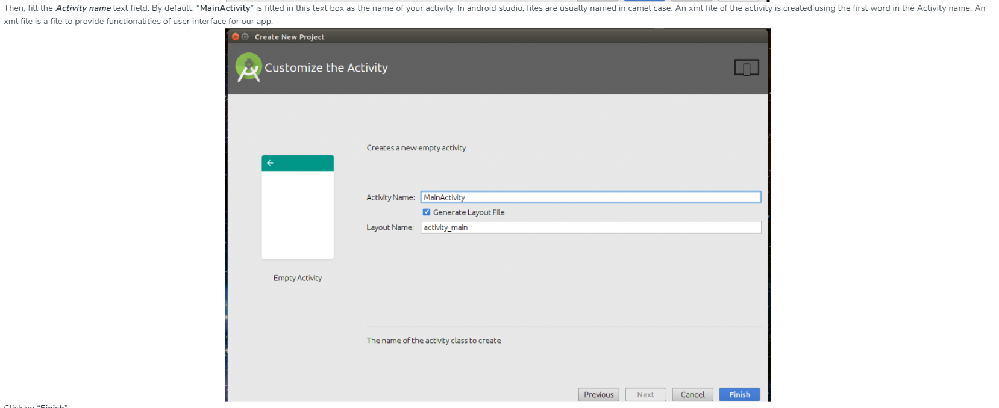 Then, fill the Activity name text field. By default, “MainActivity” is filled in this text box as the name of your activity. In android studio, files are usually named in camel case. An xml file of the activity is created using the first word in the Activity name. An
xml file is a file to provide functionalities of user interface for our app.
Create New Project
Customize the Activity
Creates a new empty activity
Activity Name: MainActivity
Generate Layout File
Layout Name: activity_main
Empty Activity
The name of the activity class to create
Previous Next Cancel Finish
Click on “Finish”